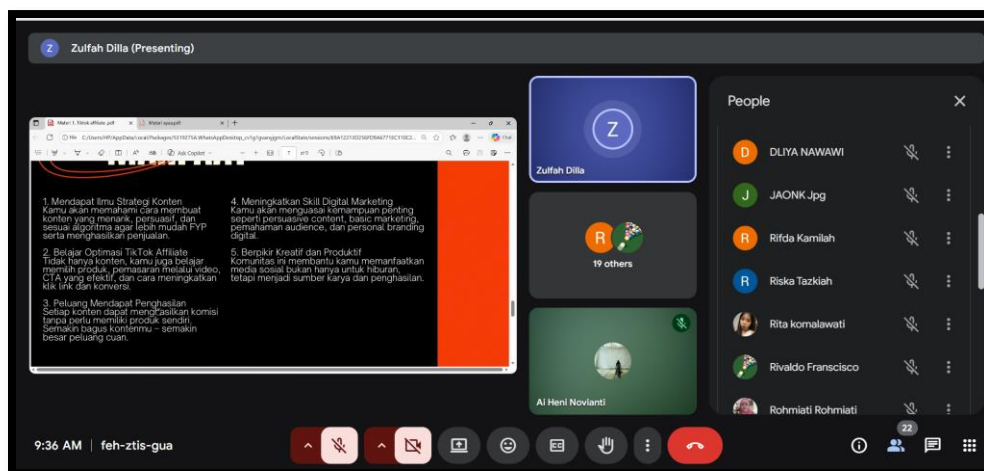 Z Zulfah Dilla (Presenting)
Materi 1. Tiktok affiliate.pdf
Ask Copilot
1. Mendapat Ilmu Strategi Konten
Kamu akan memahami cara membuat
konten yang menarik, persuasif, dan
sesuai algoritma agar lebih mudah FYP
serta menghasilkan penjualan.
2. Belajar Optimasi TikTok Affiliate
Tidak hanya konten, kamu juga belajar
memilih produk, pemasaran melalui video,
CTA yang efektif, dan cara meningkatkan
klik link dan konversi.
3. Peluang Mendapat Penghasilan
Setiap konten dapat menghasilkan komisi
tanpa perlu memiliki produk sendiri.
Semakin bagus kontenmu – semakin
besar peluang cuan.
4. Meningkatkan Skill Digital Marketing
Kamu akan menguasai kemampuan penting
seperti persuasive content, basic marketing,
pemahaman audience, dan personal branding
digital.
5. Berpikir Kreatif dan Produktif
Komunitas ini membantu kamu memanfaatkan
media sosial bukan hanya untuk hiburan,
tetapi menjadi sumber karya dan penghasilan.
Z
Zulfah Dilla
R
19 others
Ai Heni Novianti
People
D DLIYA NAWAWI
J JAONK Jpg
R Rifda Kamilah
R Riska Tazkiah
Rita komalawati
Rivaldo Franscisco
Rohmiati Rohmiati
9:36 AM | feh-ztis-gua
22